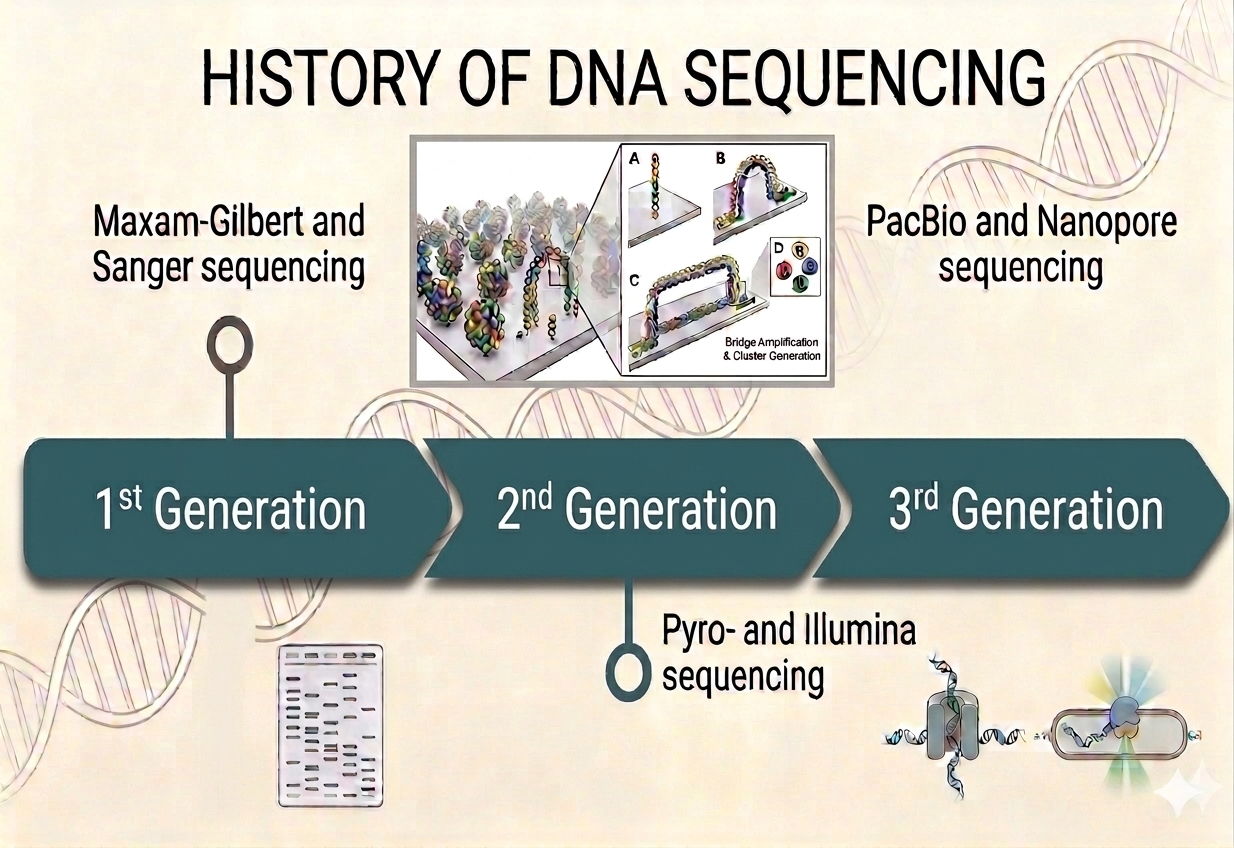 HISTORY OF DNA SEQUENCING
Maxam-Gilbert and
Sanger sequencing
A
B
C
D
B
Bridge Amplification
& Cluster Generation
PacBio and Nanopore
sequencing
1st Generation
2nd Generation
3rd Generation
Pyro- and Illumina
sequencing